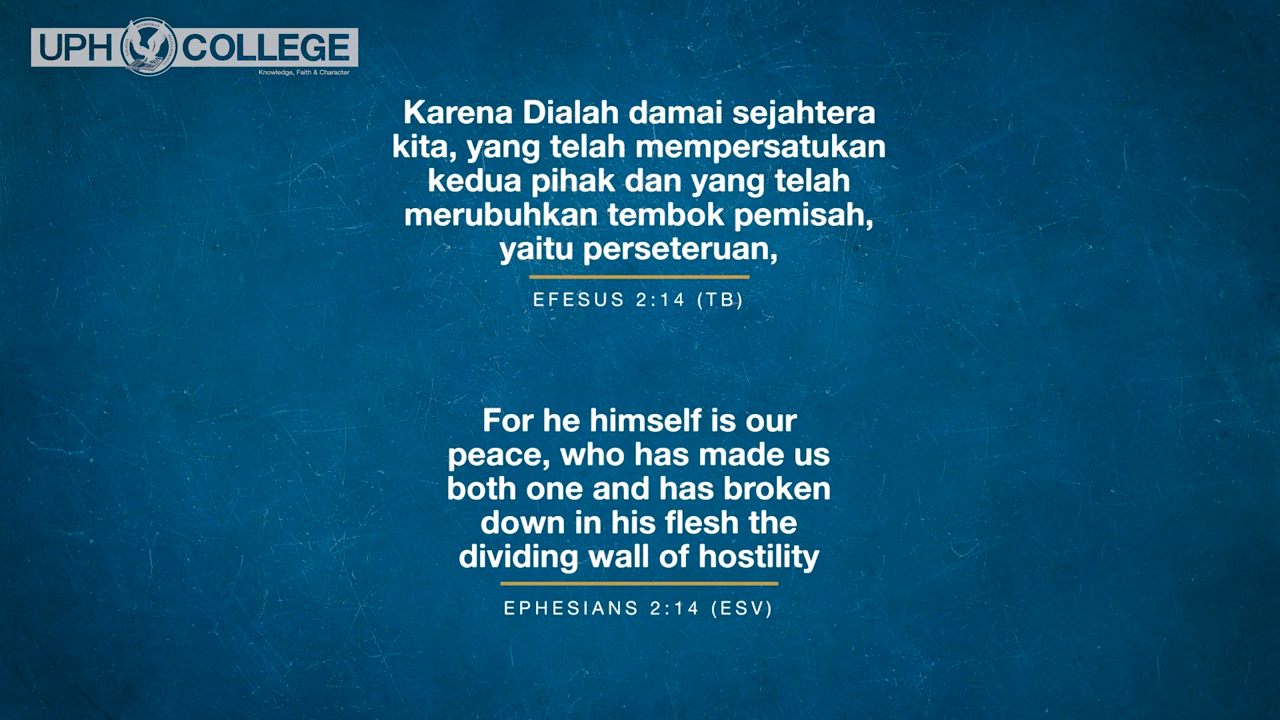 UPH COLLEGE
Knowledge, Faith & Character
Karena Dialah damai sejahtera
kita, yang telah mempersatukan
kedua pihak dan yang telah
merubuhkan tembok pemisah,
yaitu perseteruan,
EFESUS 2:14 (TB)
For he himself is our
peace, who has made us
both one and has broken
down in his flesh the
dividing wall of hostility
EPHESIANS 2:14 (ESV)